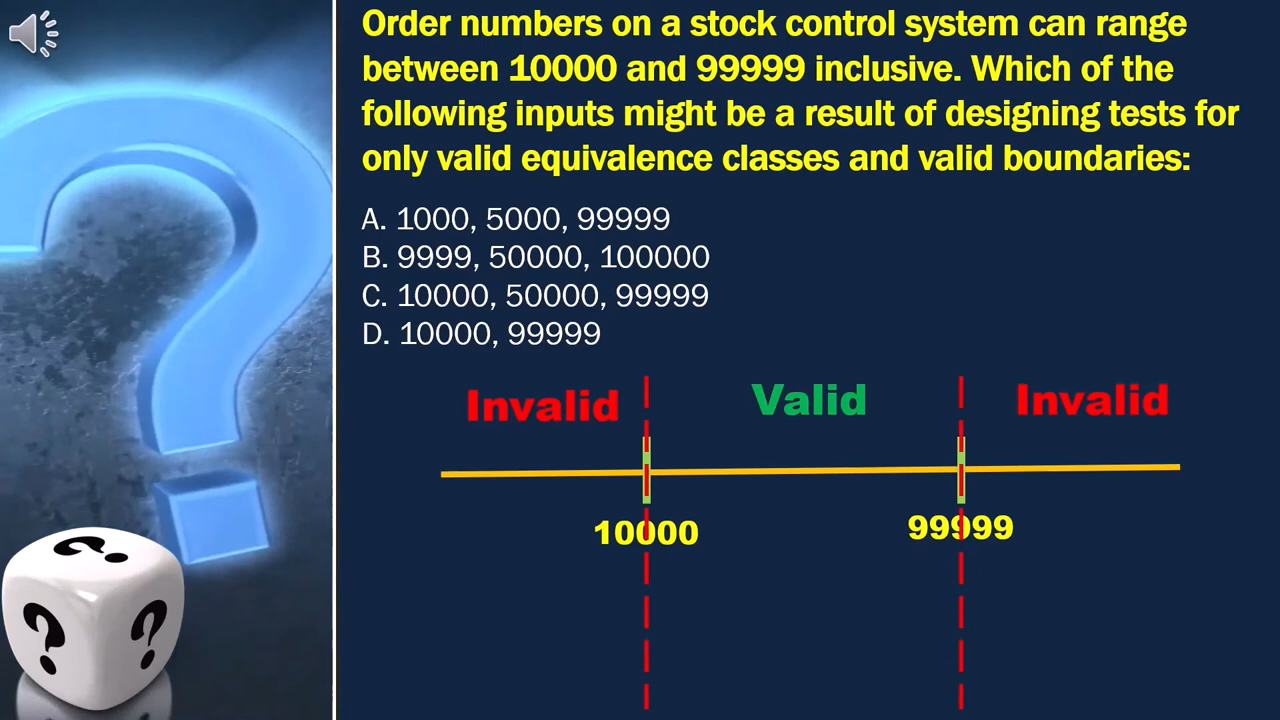 Order numbers on a stock control system can range
between 10000 and 99999 inclusive. Which of the
following inputs might be a result of designing tests for
only valid equivalence classes and valid boundaries:
A. 1000, 5000, 99999
B. 9999, 50000, 100000
C. 10000, 50000, 99999
D. 10000, 99999
Invalid Valid Invalid
10000 99999
? ? ?